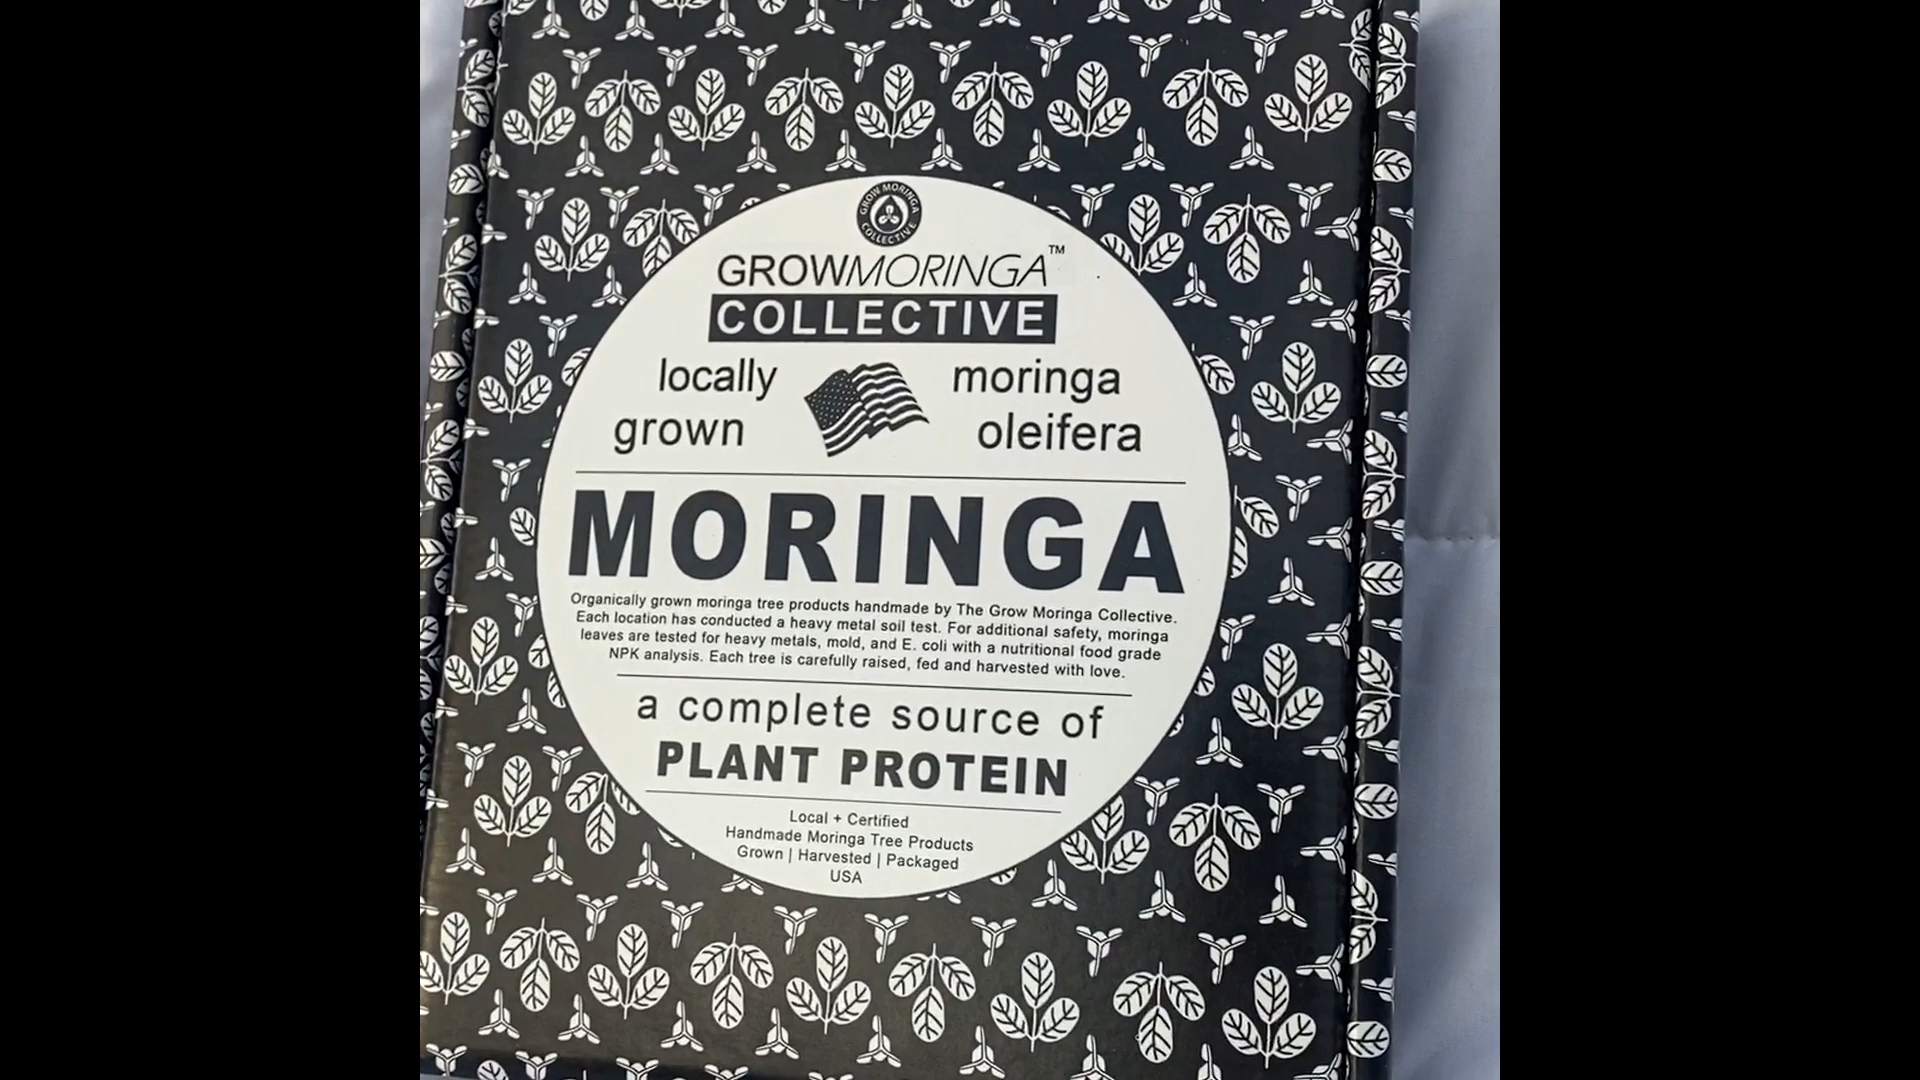 GROW MORINGA
COLLECTIVE
GROWMORINGA™
COLLECTIVE
locally
grown
moringa
oleifera
MORINGA
Organically grown moringa tree products handmade by The Grow Moringa Collective.
Each location has conducted a heavy metal soil test. For additional safety, moringa
leaves are tested for heavy metals, mold, and E. coli with a nutritional food grade
NPK analysis. Each tree is carefully raised, fed and harvested with love.
a complete source of
PLANT PROTEIN
Local + Certified
Handmade Moringa Tree Products
Grown | Harvested | Packaged
USA